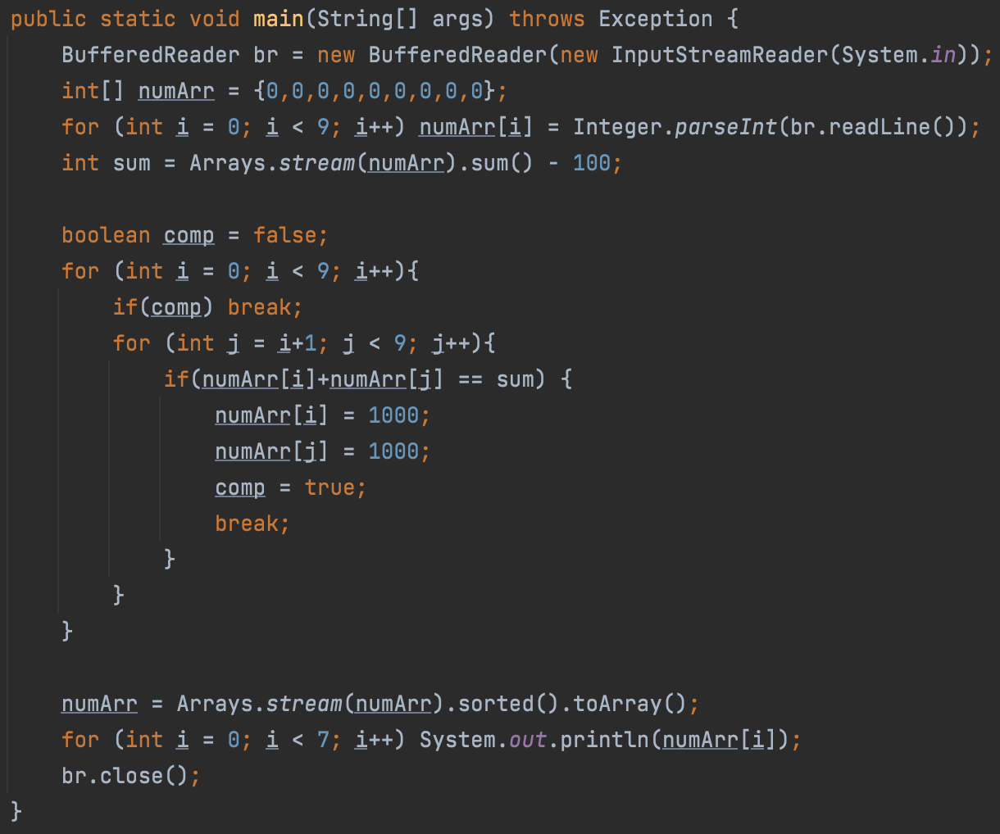 public static void main(String[] args) throws Exception {
    BufferedReader br = new BufferedReader(new InputStreamReader(System.in));
    int[] numArr = {0,0,0,0,0,0,0,0,0};
    for (int i = 0; i < 9; i++) numArr[i] = Integer.parseInt(br.readLine());
    int sum = Arrays.stream(numArr).sum() - 100;

    boolean comp = false;
    for (int i = 0; i < 9; i++){
        if(comp) break;
        for (int j = i+1; j < 9; j++){
            if(numArr[i]+numArr[j] == sum) {
                numArr[i] = 1000;
                numArr[j] = 1000;
                comp = true;
                break;
            }
        }
    }

    numArr = Arrays.stream(numArr).sorted().toArray();
    for (int i = 0; i < 7; i++) System.out.println(numArr[i]);
    br.close();
}